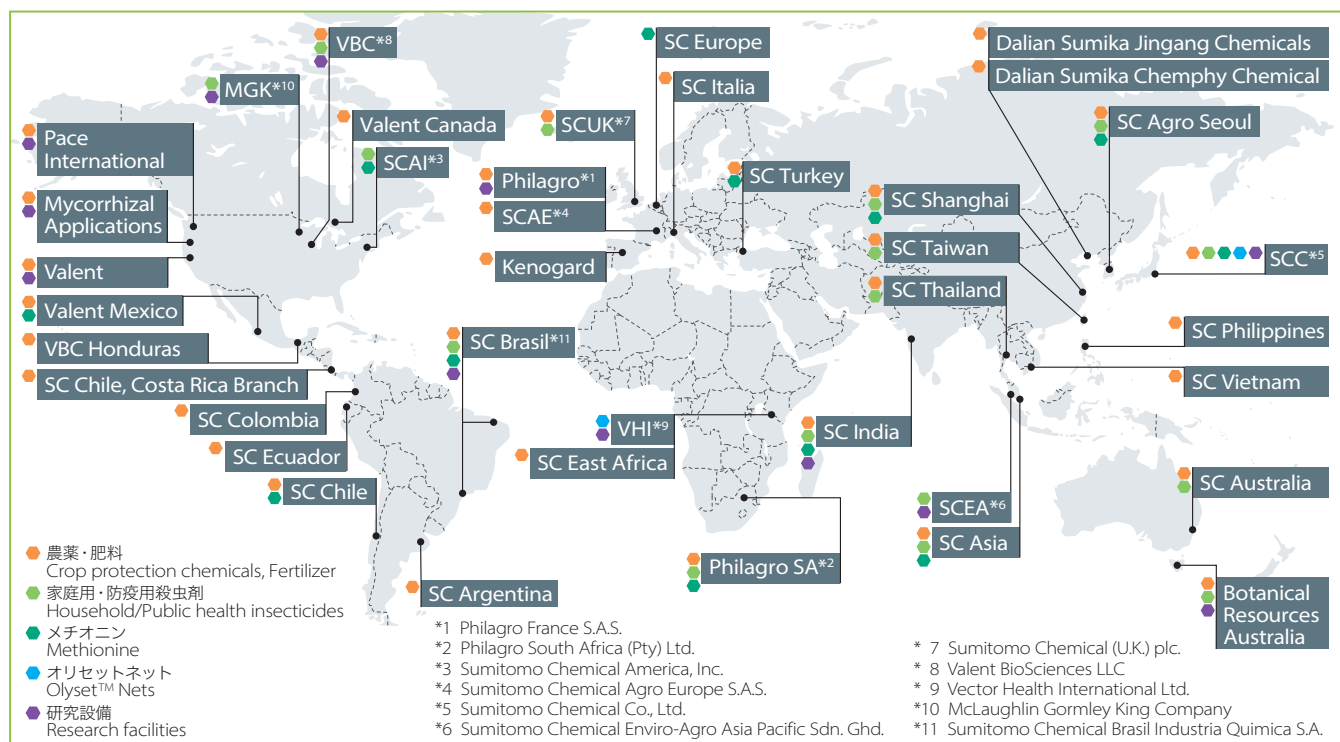 VBC*8
MGK*10
Pace
International
Mycorrhizal
Applications
Valent
Valent Mexico
VBC Honduras
SC Chile, Costa Rica Branch
SC Colombia
SC Ecuador
SC Chile
Valent Canada
SCAI*3
SC Europe
SC Italia
SCUK*7
Philagro*1
SCAE*4
Kenogard
SC Turkey
SC Brasil*11
VHI*9
SC East Africa
SC Argentina
Philagro SA*2
Dalian Sumika Jingang Chemicals
Dalian Sumika Chemphy Chemical
SC Agro Seoul
SC Shanghai
SC Taiwan
SC Thailand
SCC*5
SC Philippines
SC Vietnam
SC India
SCEA*6
SC Asia
SC Australia
Botanical
Resources
Australia
農薬・肥料
Crop protection chemicals, Fertilizer
家庭用・防疫用殺虫剤
Household/Public health insecticides
メチオニン
Methionine
オリセットネット
Olyset™ Nets
研究設備
Research facilities
*1 Philagro France S.A.S.
*2 Philagro South Africa (Pty) Ltd.
*3 Sumitomo Chemical America, Inc.
*4 Sumitomo Chemical Agro Europe S.A.S.
*5 Sumitomo Chemical Co., Ltd.
*6 Sumitomo Chemical Enviro-Agro Asia Pacific Sdn. Ghd.
* 7 Sumitomo Chemical (U.K.) plc.
* 8 Valent BioSciences LLC
* 9 Vector Health International Ltd.
*10 McLaughlin Gormley King Company
*11 Sumitomo Chemical Brasil Industria Quimica S.A.